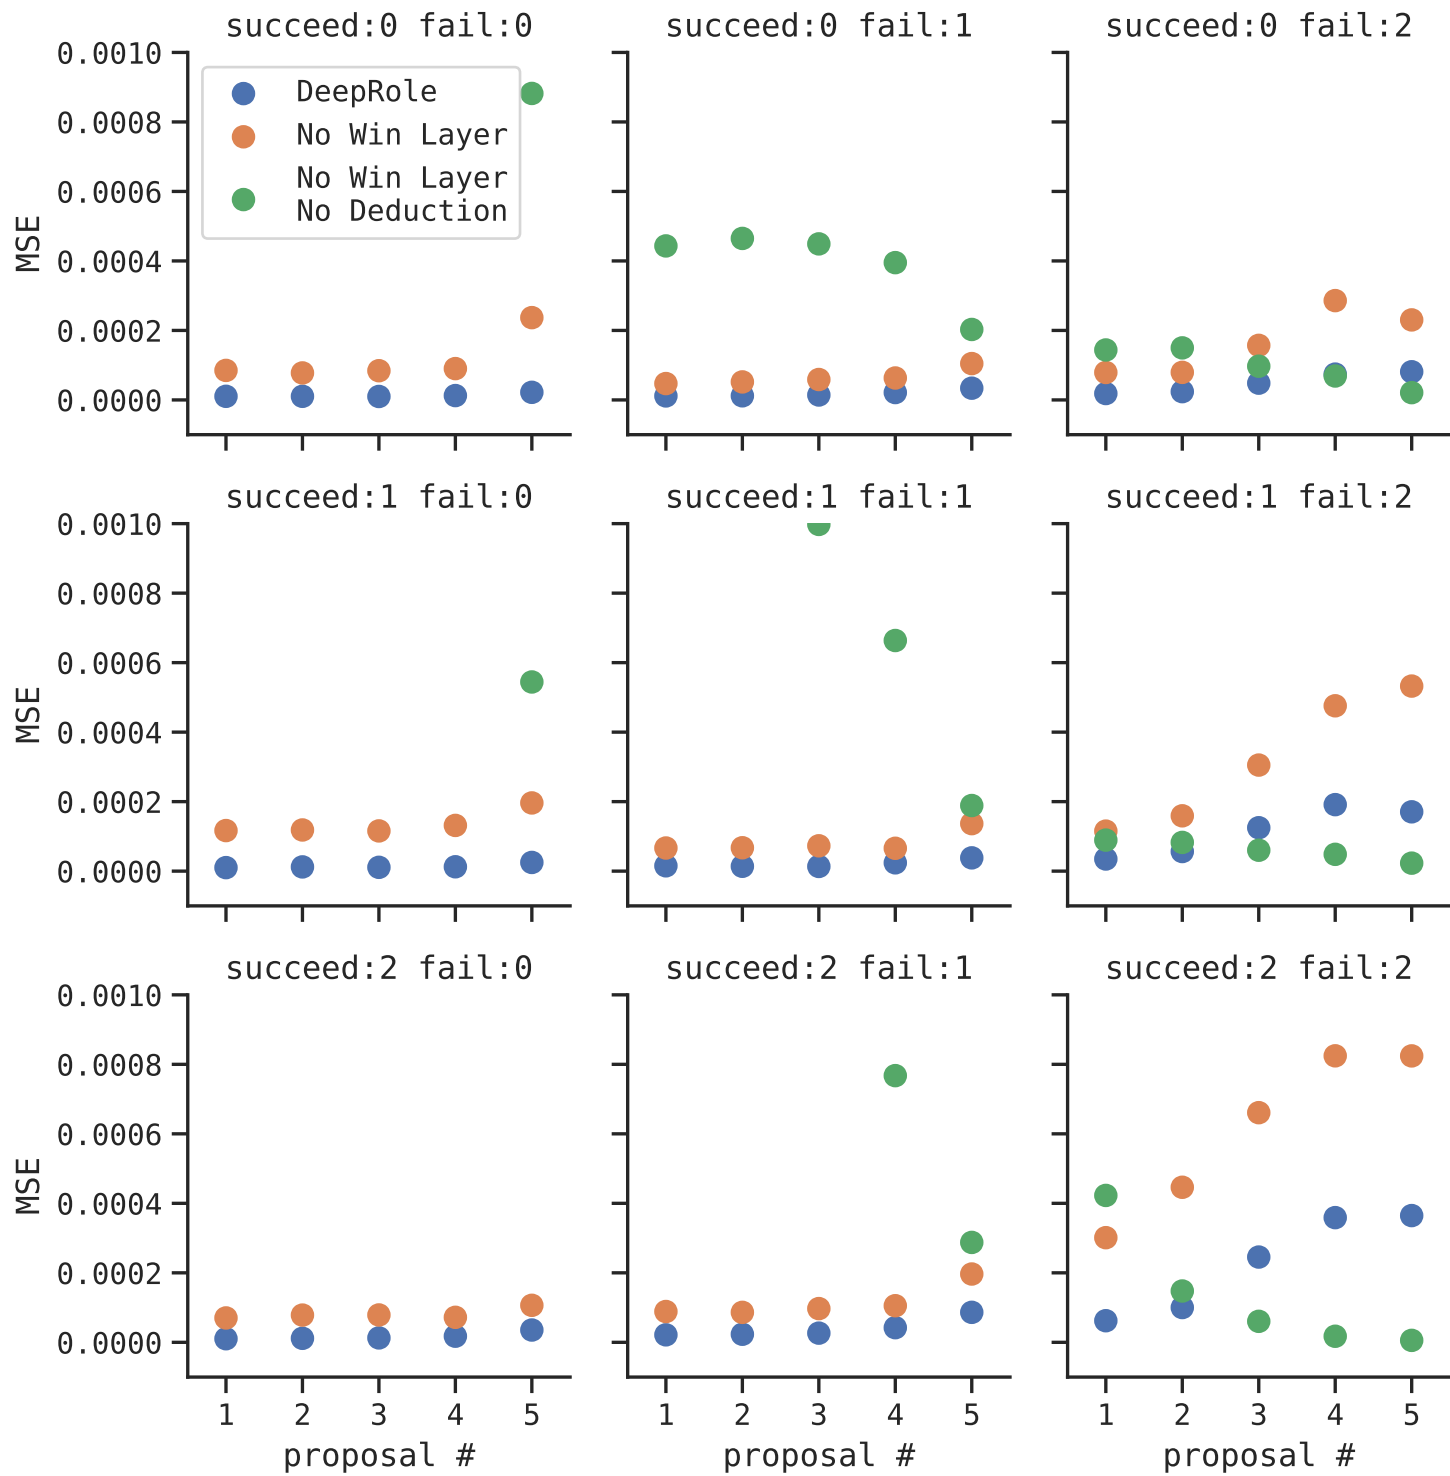 succeed:0 fail:0
succeed:0 fail:1
succeed:0 fail:2
MSE
0.0010
0.0008
0.0006
0.0004
0.0002
0.0000
DeepRole
No Win Layer
No Win Layer
No Deduction
succeed:1 fail:0
succeed:1 fail:1
succeed:1 fail:2
MSE
0.0010
0.0008
0.0006
0.0004
0.0002
0.0000
succeed:2 fail:0
succeed:2 fail:1
succeed:2 fail:2
MSE
0.0010
0.0008
0.0006
0.0004
0.0002
0.0000
1 2 3 4 5
1 2 3 4 5
1 2 3 4 5
proposal #
proposal #
proposal #